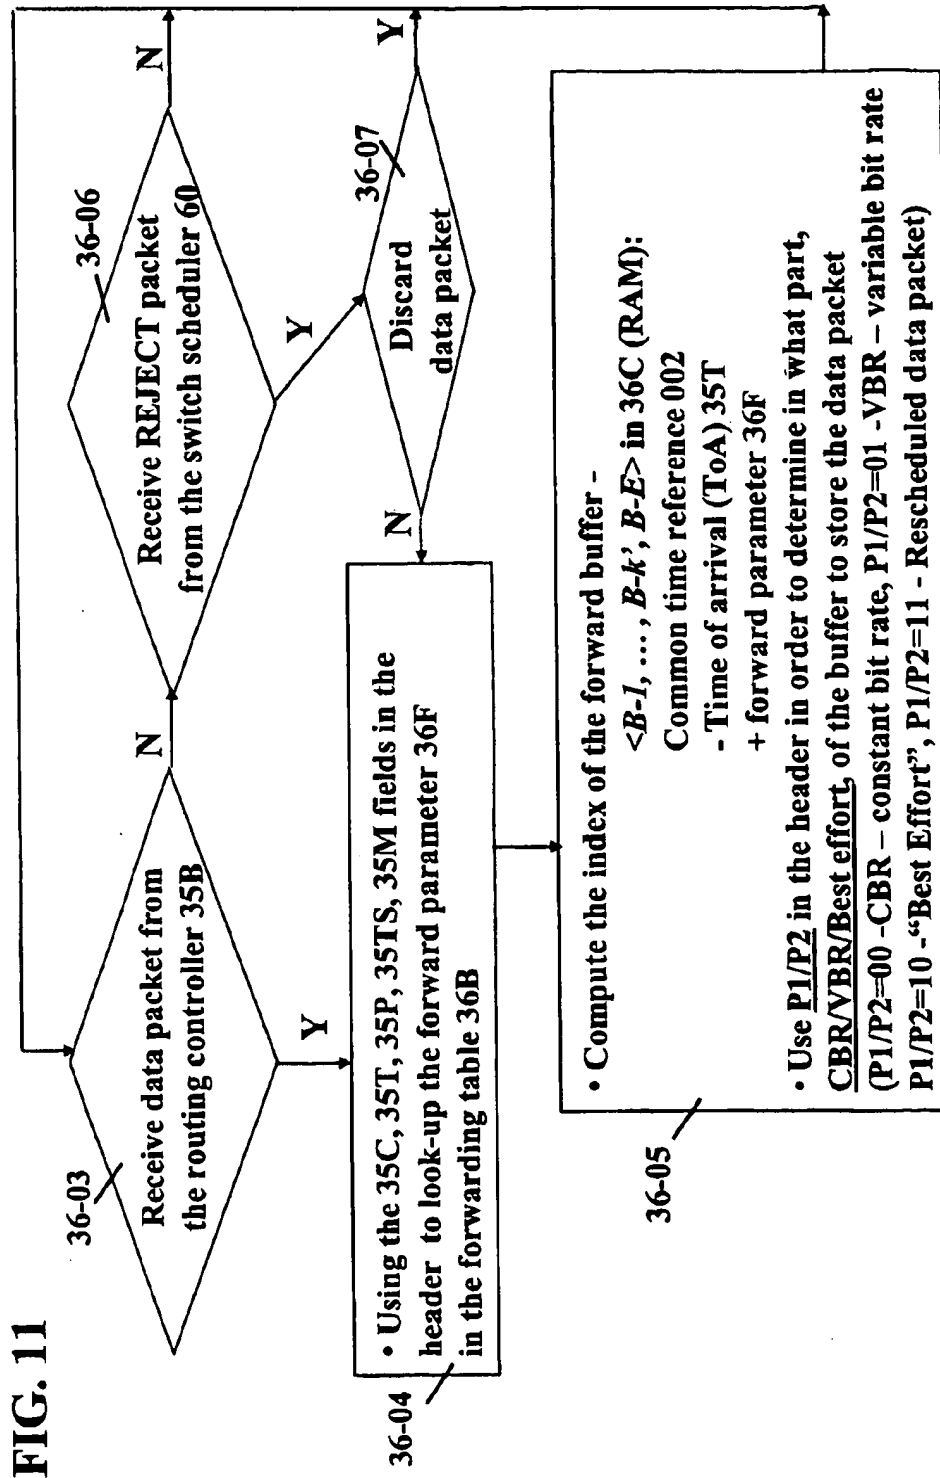 FIG. 11
36-03
Receive data packet from
the routing controller 35B
N
Y
36-06
Receive REJECT packet
from the switch scheduler 60
N
Y
36-07
Discard
data packet
Y
N
36-04
• Using the 35C, 35T, 35P, 35TS, 35M fields in the
header to look-up the forward parameter 36F
in the forwarding table 36B
36-05
• Compute the index of the forward buffer -
<B-1, ..., B-k', B-E> in 36C (RAM):
Common time reference 002
- Time of arrival (ToA) 35T
+ forward parameter 36F
• Use P1/P2 in the header in order to determine in what part,
CBR/VBR/Best effort, of the buffer to store the data packet
(P1/P2=00 -CBR – constant bit rate, P1/P2=01 -VBR – variable bit rate
P1/P2=10 -“Best Effort”, P1/P2=11 - Rescheduled data packet)